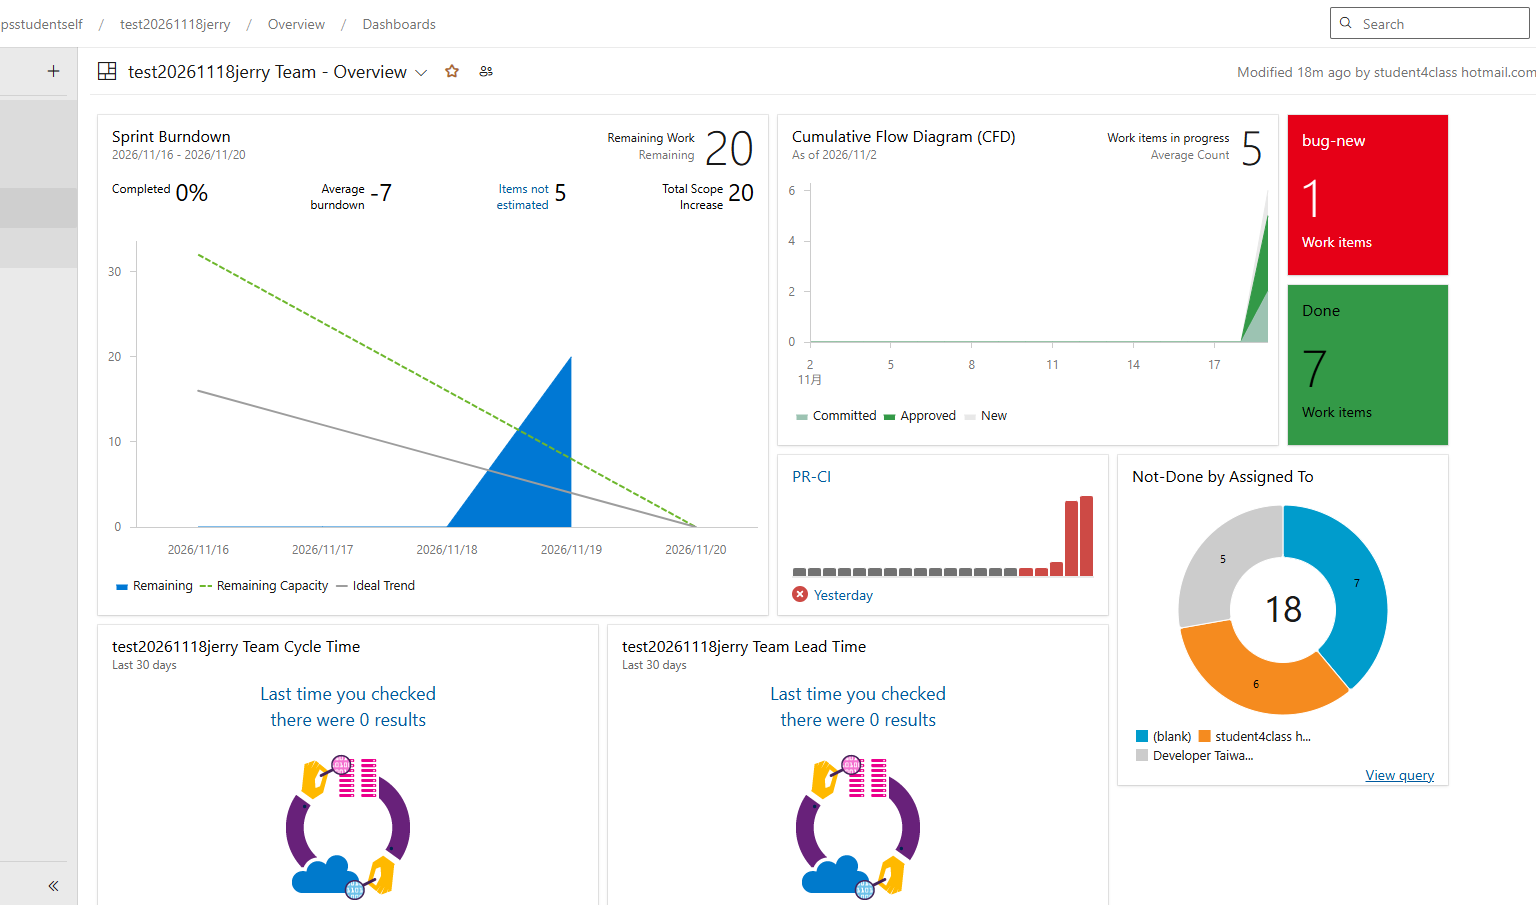 psstudentself / test20261118jerry / Overview / Dashboards
Search
test20261118jerry Team - Overview
Modified 18m ago by student4class hotmail.com
Sprint Burndown
2026/11/16 - 2026/11/20
Remaining Work
Remaining
20
Completed 0%
Average burndown -7
Items not estimated 5
Total Scope Increase 20
30
20
10
0
2026/11/16 2026/11/17 2026/11/18 2026/11/19 2026/11/20
Remaining Remaining Capacity Ideal Trend
Cumulative Flow Diagram (CFD)
As of 2026/11/2
Work items in progress
Average Count
5
6
4
2
0
2 5 8 11 14 17
11月
Committed Approved New
bug-new
1
Work items
Done
7
Work items
PR-CI
Yesterday
Not-Done by Assigned To
5
7
18
6
(blank) student4class h...
Developer Taiwa...
View query
test20261118jerry Team Cycle Time
Last 30 days
Last time you checked
there were 0 results
test20261118jerry Team Lead Time
Last 30 days
Last time you checked
there were 0 results